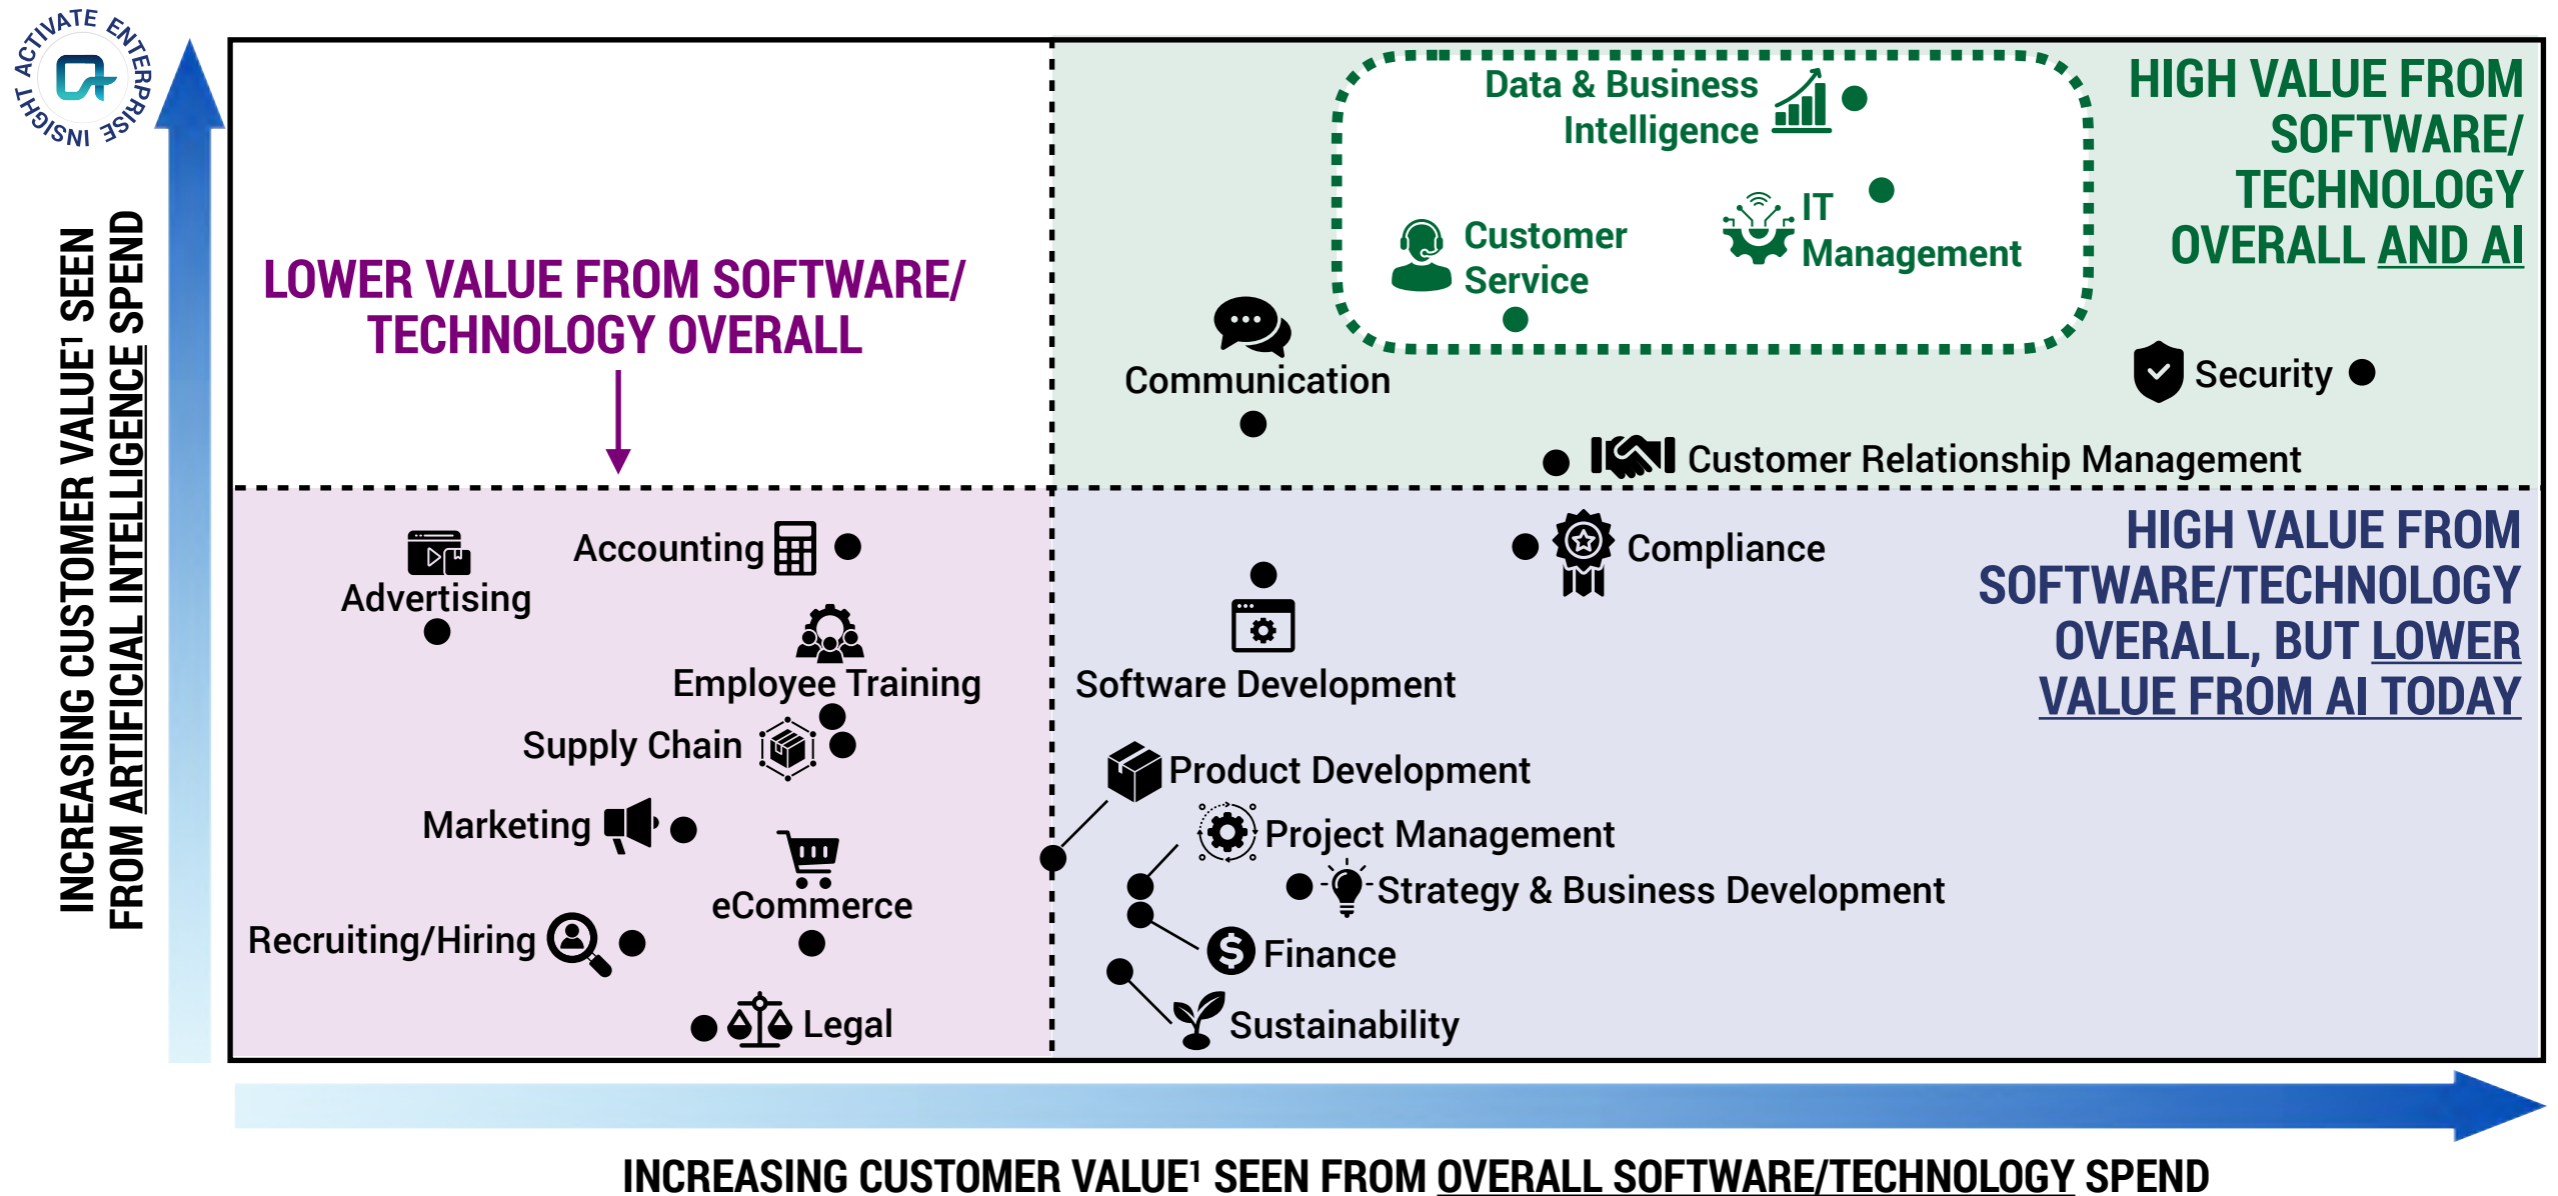 ACTIVATE ENTERPRISE INSIGHT
INCREASING CUSTOMER VALUE¹ SEEN
FROM ARTIFICIAL INTELLIGENCE SPEND
LOWER VALUE FROM SOFTWARE/
TECHNOLOGY OVERALL
Data & Business
Intelligence
IT
Management
Customer
Service
HIGH VALUE FROM
SOFTWARE/
TECHNOLOGY
OVERALL AND AI
Communication
Security
Customer Relationship Management
Advertising
Accounting
Employee Training
Supply Chain
Marketing
eCommerce
Recruiting/Hiring
Legal
Compliance
Software Development
HIGH VALUE FROM
SOFTWARE/TECHNOLOGY
OVERALL, BUT LOWER
VALUE FROM AI TODAY
Product Development
Project Management
Strategy & Business Development
Finance
Sustainability
INCREASING CUSTOMER VALUE¹ SEEN FROM OVERALL SOFTWARE/TECHNOLOGY SPEND